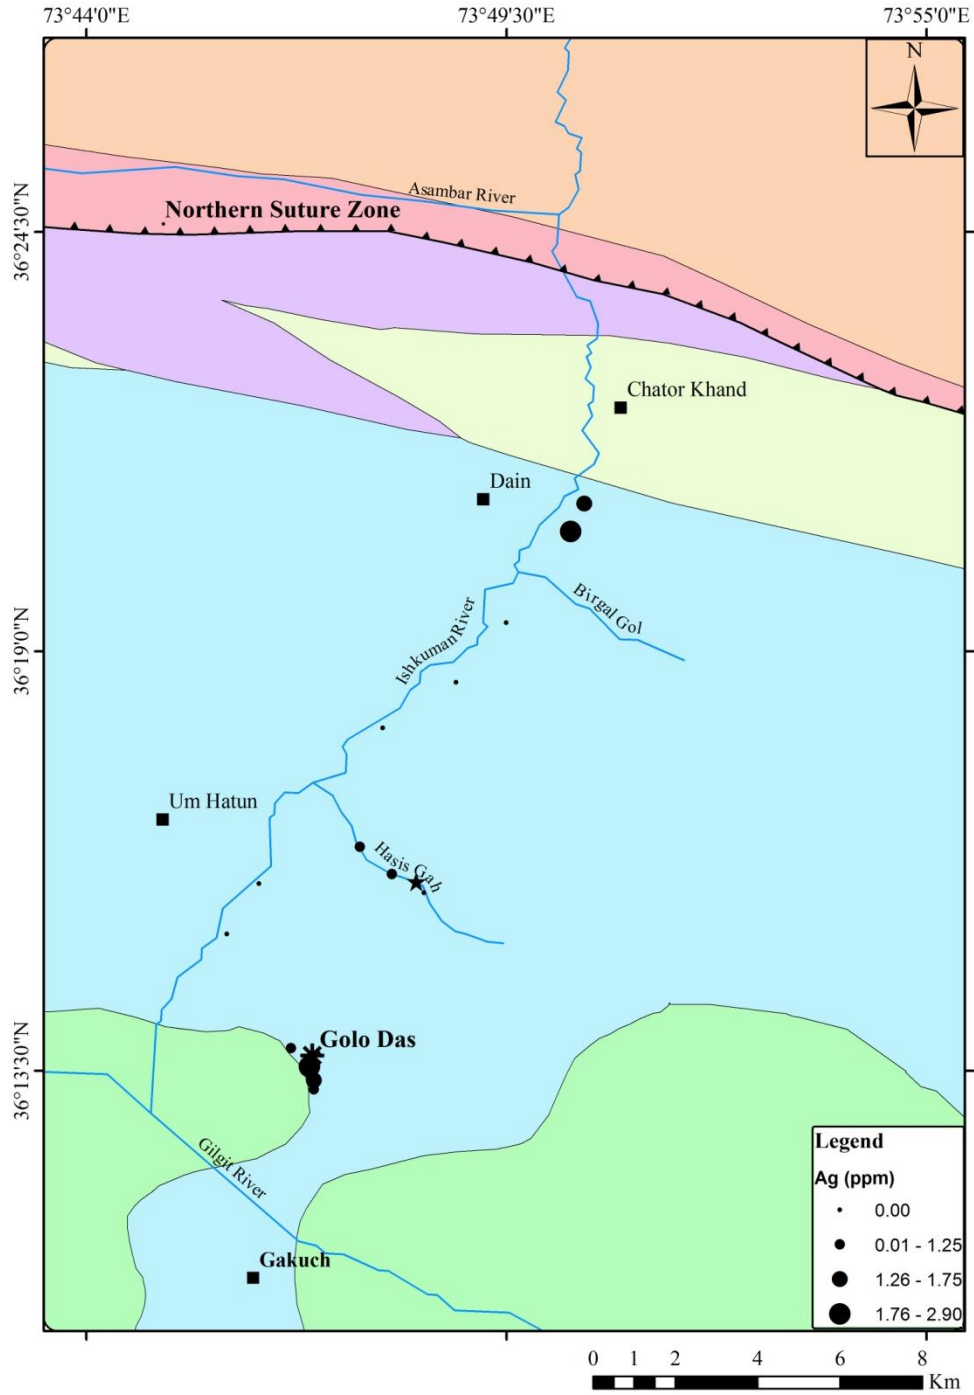 73°44'0"E
73°49'30"E
73°55'0"E
N
Asambar River
Northern Suture Zone
36°24'30"N
Chator Khand
Dain
Birgal Gol
Ishkuman River
36°19'0"N
Um Hatun
Hasis Gah
Golo Das
36°13'30"N
Gilgit River
Gakuch
Legend
Ag (ppm)
0.00
0.01 - 1.25
1.26 - 1.75
1.76 - 2.90
0 1 2 4 6 8
Km